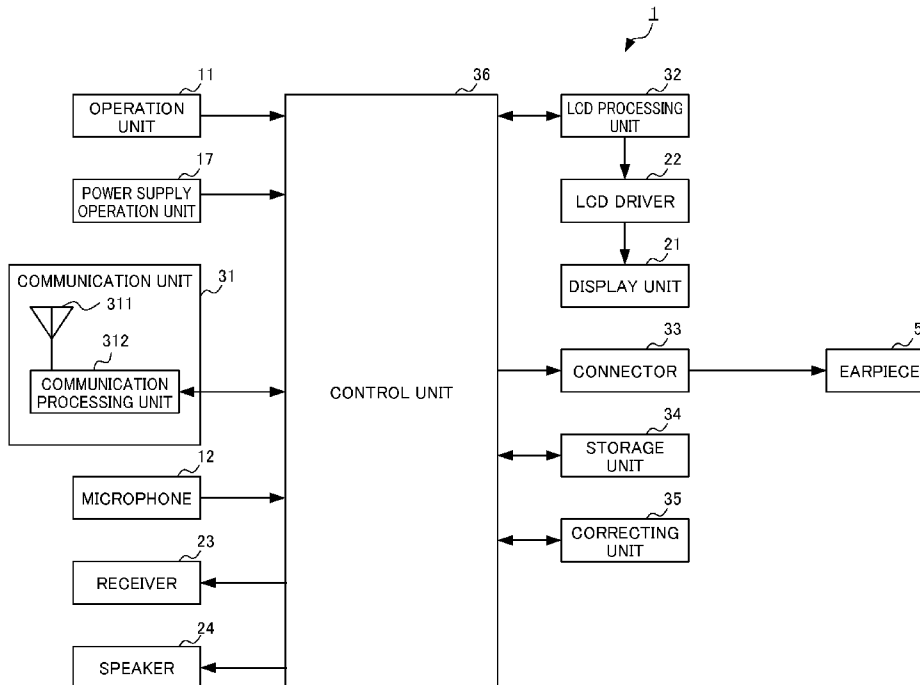 1
11
OPERATION
UNIT
17
POWER SUPPLY
OPERATION UNIT
COMMUNICATION UNIT
31
311
312
COMMUNICATION
PROCESSING UNIT
12
MICROPHONE
23
RECEIVER
24
SPEAKER
36
CONTROL UNIT
32
LCD PROCESSING
UNIT
22
LCD DRIVER
21
DISPLAY UNIT
33
CONNECTOR
5
EARPIECE
34
STORAGE
UNIT
35
CORRECTING
UNIT